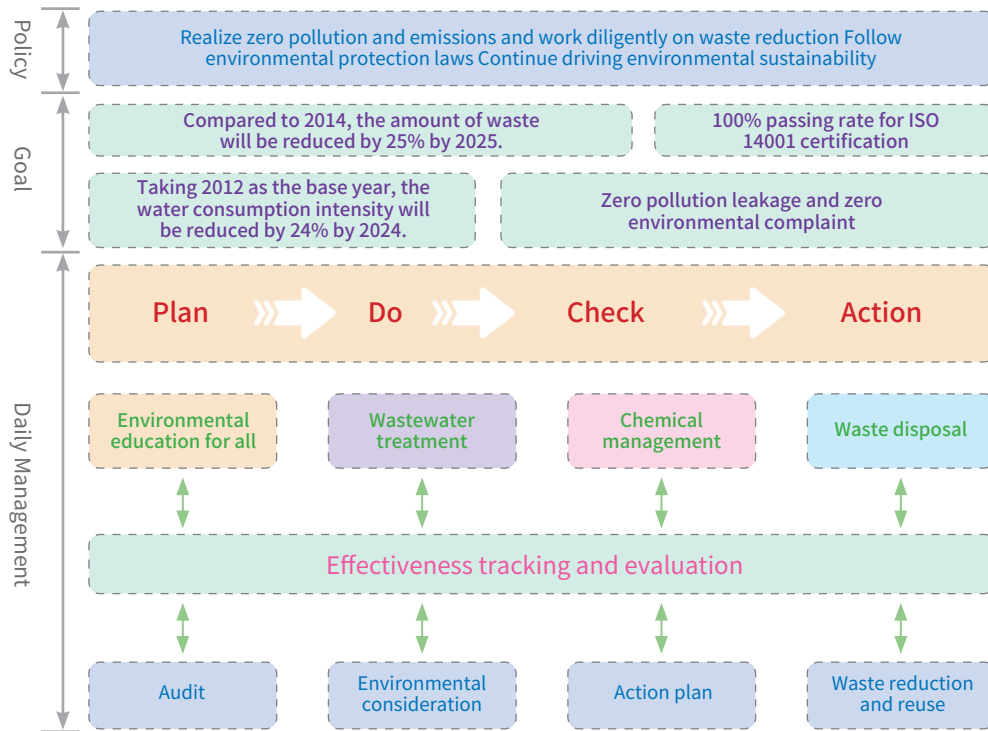 Policy
Realize zero pollution and emissions and work diligently on waste reduction Follow
environmental protection laws Continue driving environmental sustainability
Goal
Compared to 2014, the amount of waste
will be reduced by 25% by 2025.
100% passing rate for ISO
14001 certification
Taking 2012 as the base year, the
water consumption intensity will
be reduced by 24% by 2024.
Zero pollution leakage and zero
environmental complaint
Daily Management
Plan
Do
Check
Action
Environmental
education for all
Wastewater
treatment
Chemical
management
Waste disposal
Effectiveness tracking and evaluation
Audit
Environmental
consideration
Action plan
Waste reduction
and reuse